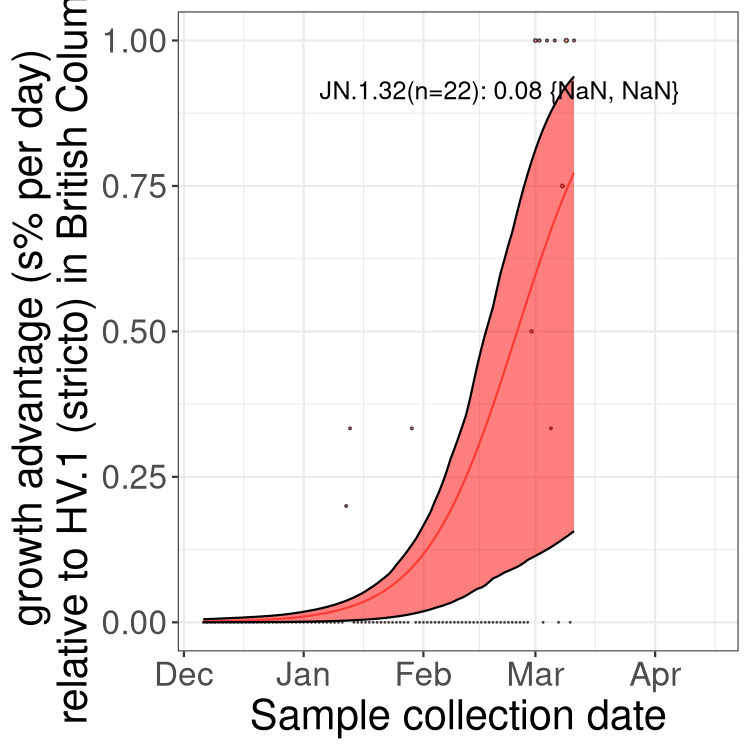 growth advantage (s% per day)
relative to HV.1 (stricto) in British Colum
1.00
JN.1.32(n=22): 0.08 {NaN, NaN}
0.75
0.50
0.25
0.00
Dec Jan Feb Mar Apr
Sample collection date